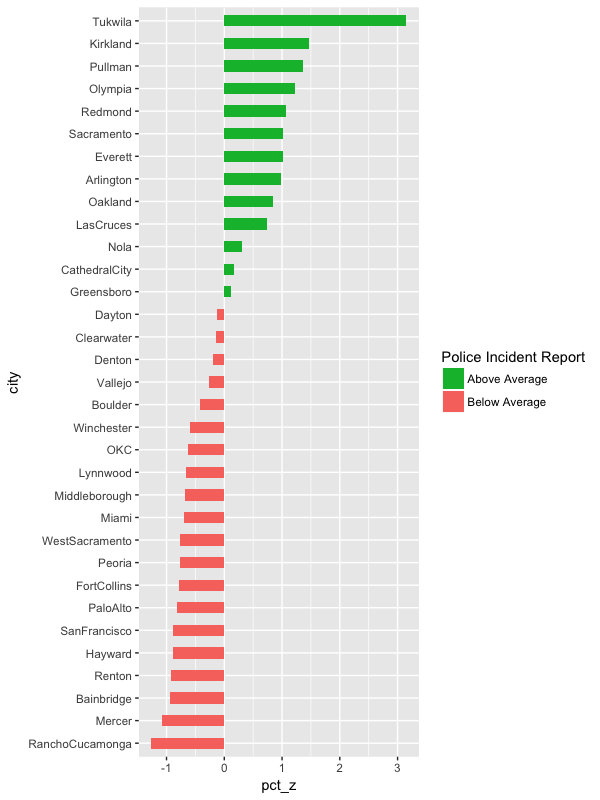 Tukwila
Kirkland
Pullman
Olympia
Redmond
Sacramento
Everett
Arlington
Oakland
LasCruces
Nola
CathedralCity
Greensboro
Dayton
Clearwater
Denton
Vallejo
Boulder
Winchester
OKC
Lynnwood
Middleborough
Miami
WestSacramento
Peoria
FortCollins
PaloAlto
SanFrancisco
Hayward
Renton
Bainbridge
Mercer
RanchoCucamonga
city
-1 0 1 2 3
pct_z
Police Incident Report
Above Average
Below Average